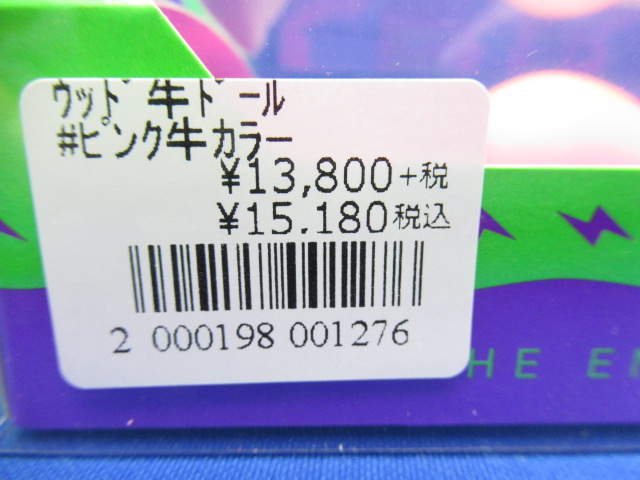 ウッド牛ドール
#ピンク牛カラー
¥13,800+税
¥15,180税込
2 000198 001276
HE E